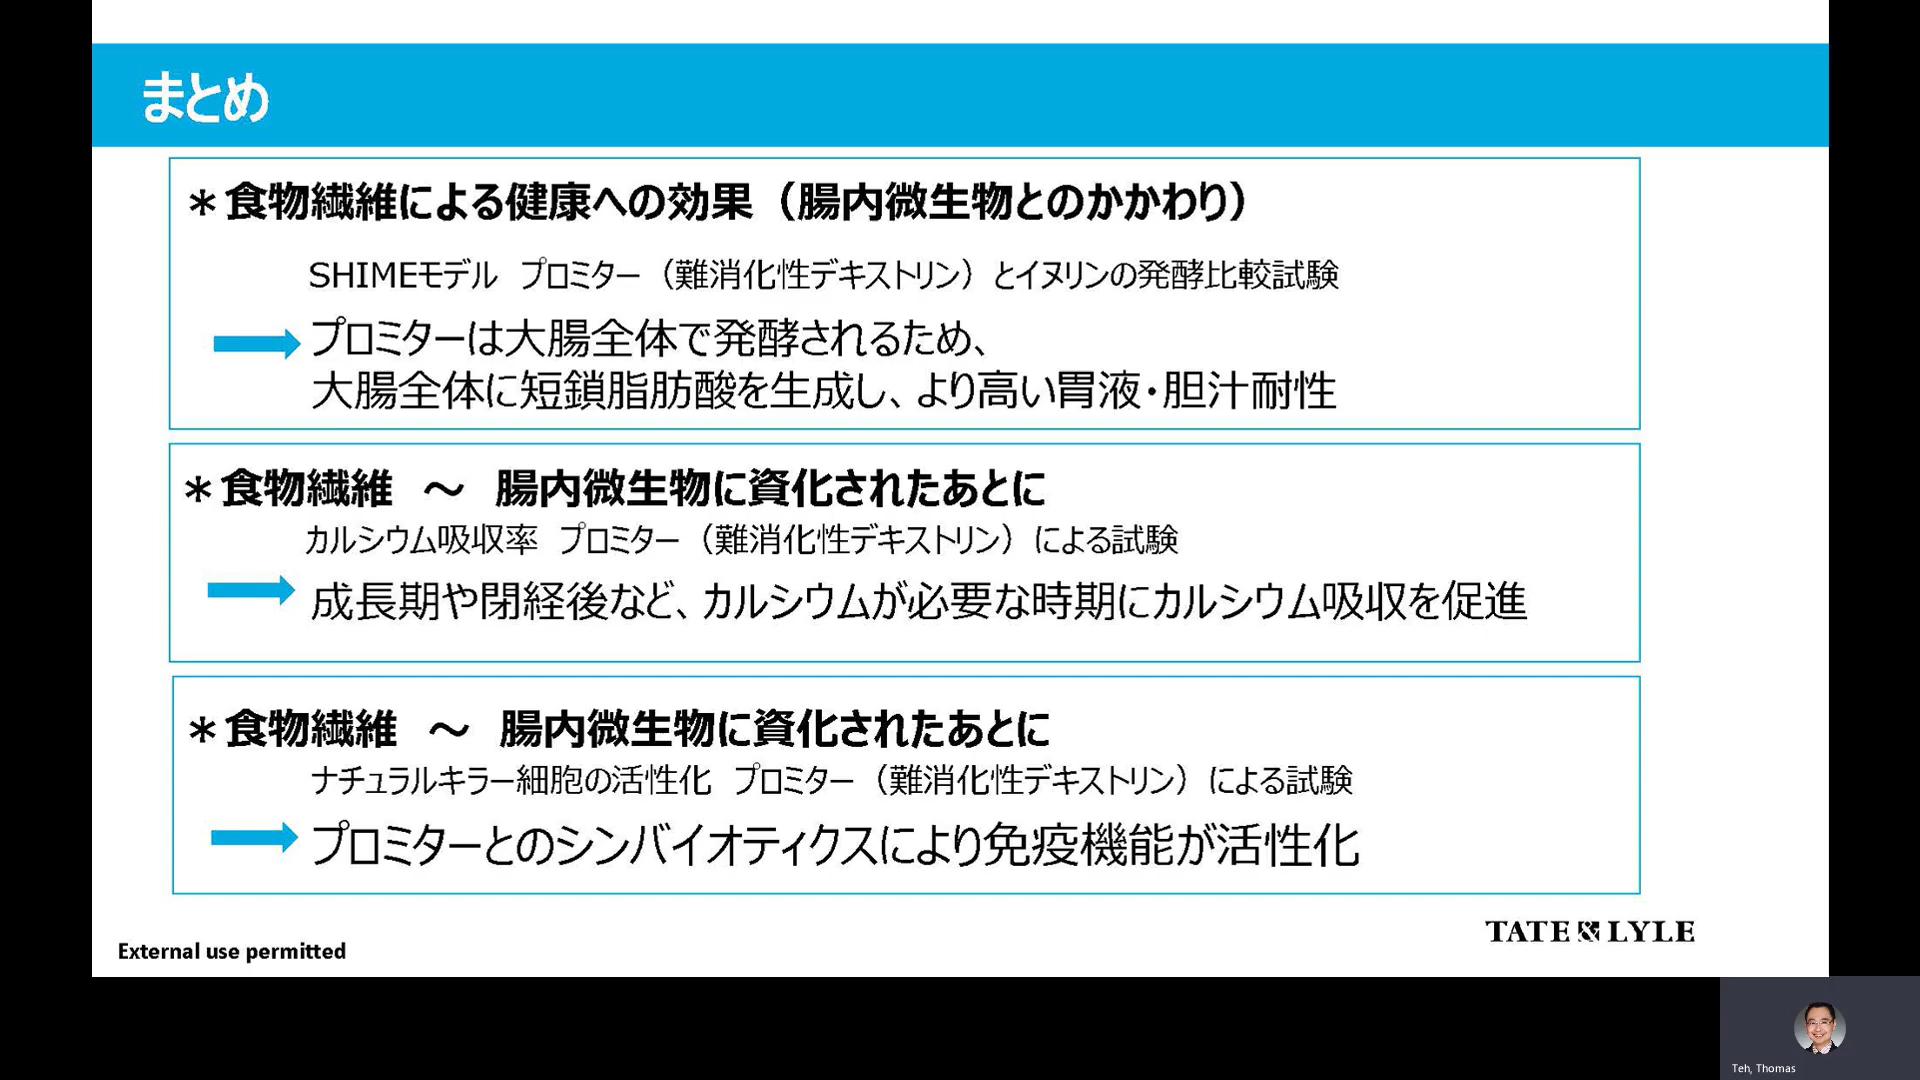 まとめ
＊食物繊維による健康への効果（腸内微生物とのかかわり）
SHIMEモデル　プロミター（難消化性デキストリン）とイヌリンの発酵比較試験
プロミターは大腸全体で発酵されるため、
大腸全体に短鎖脂肪酸を生成し、より高い胃液・胆汁耐性
＊食物繊維　～　腸内微生物に資化されたあとに
カルシウム吸収率　プロミター（難消化性デキストリン）による試験
成長期や閉経後など、カルシウムが必要な時期にカルシウム吸収を促進
＊食物繊維　～　腸内微生物に資化されたあとに
ナチュラルキラー細胞の活性化　プロミター（難消化性デキストリン）による試験
プロミターとのシンバイオティクスにより免疫機能が活性化
TATE & LYLE
External use permitted
Teh, Thomas